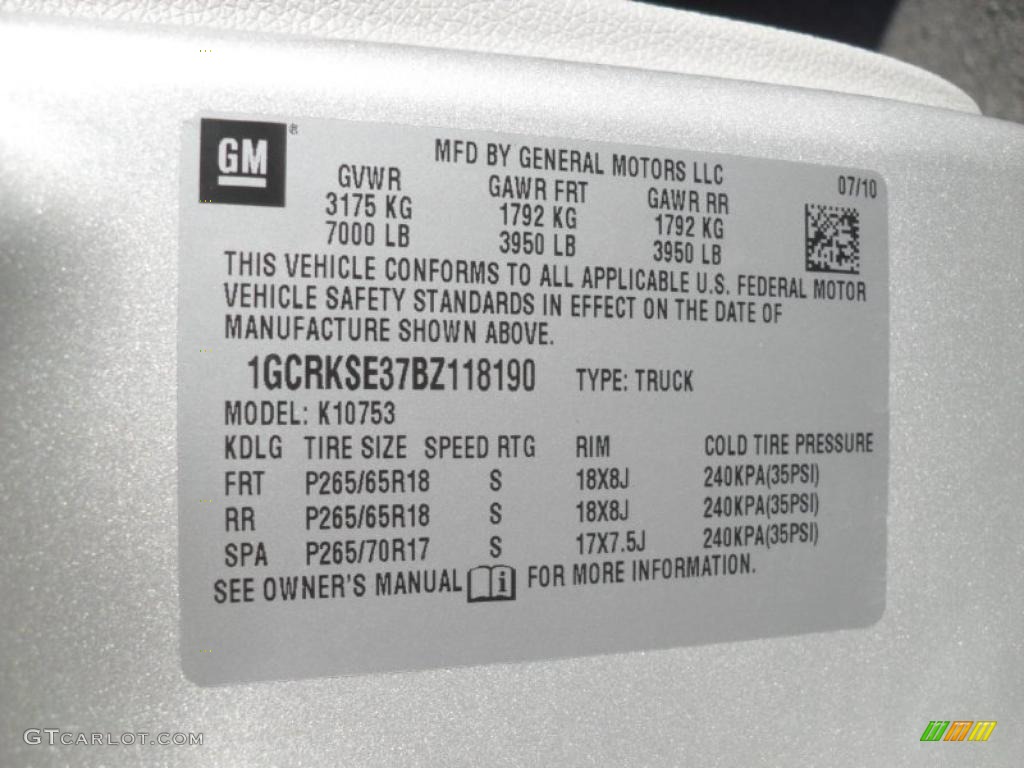 GM ®
MFD BY GENERAL MOTORS LLC
07/10
GVWR GAWR FRT GAWR RR
3175 KG 1792 KG 1792 KG
7000 LB 3950 LB 3950 LB
THIS VEHICLE CONFORMS TO ALL APPLICABLE U.S. FEDERAL MOTOR
VEHICLE SAFETY STANDARDS IN EFFECT ON THE DATE OF
MANUFACTURE SHOWN ABOVE.
1GCRKSE37BZ118190 TYPE: TRUCK
MODEL: K10753
KDLG TIRE SIZE SPEED RTG RIM COLD TIRE PRESSURE
FRT P265/65R18 S 18X8J 240KPA(35PSI)
RR P265/65R18 S 18X8J 240KPA(35PSI)
SPA P265/70R17 S 17X7.5J 240KPA(35PSI)
SEE OWNER'S MANUAL i FOR MORE INFORMATION.
GTCARLOT.COM